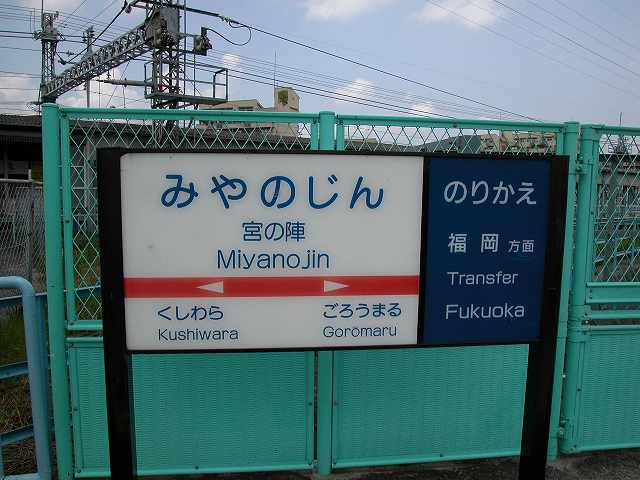 みやのじん
宮の陣
Miyanojin
くしわら
Kushiwara
ごろうまる
Goromaru
のりかえ
福岡方面
Transfer
Fukuoka